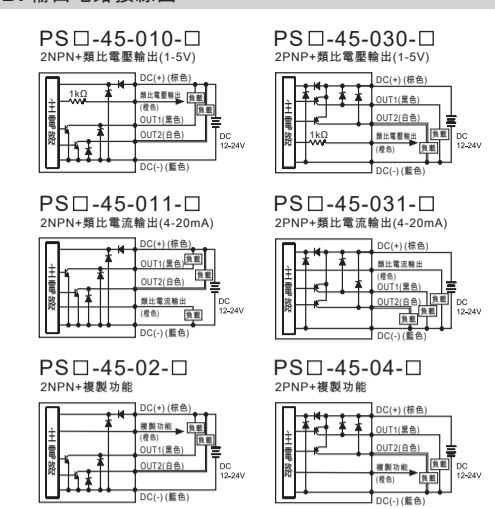 PS□-45-010-□
2NPN+類比電壓輸出(1-5V)
主電路
1kΩ
DC(+) (棕色)
類比電壓輸出
(橙色)
負載
負載
OUT1(黑色)
OUT2(白色)
DC
12-24V
DC(-) (藍色)
PS□-45-030-□
2PNP+類比電壓輸出(1-5V)
主電路
DC(+) (棕色)
OUT1(黑色)
OUT2(白色)
1kΩ
類比電壓輸出
(橙色)
負載
負載
DC
12-24V
DC(-) (藍色)
PS□-45-011-□
2NPN+類比電流輸出(4-20mA)
主電路
DC(+) (棕色)
OUT1(黑色)
負載
OUT2(白色)
負載
類比電流輸出
(橙色)
負載
DC
12-24V
DC(-) (藍色)
PS□-45-031-□
2PNP+類比電流輸出(4-20mA)
主電路
DC(+) (棕色)
類比電流輸出
(橙色)
OUT1(黑色)
OUT2(白色)
負載
負載
負載
DC
12-24V
DC(-) (藍色)
PS□-45-02-□
2NPN+複製功能
主電路
DC(+) (棕色)
複製功能
(橙色)
負載
負載
OUT1(黑色)
OUT2(白色)
DC
12-24V
DC(-) (藍色)
PS□-45-04-□
2PNP+複製功能
主電路
DC(+) (棕色)
OUT1(黑色)
OUT2(白色)
複製功能
(橙色)
負載
負載
DC
12-24V
DC(-) (藍色)